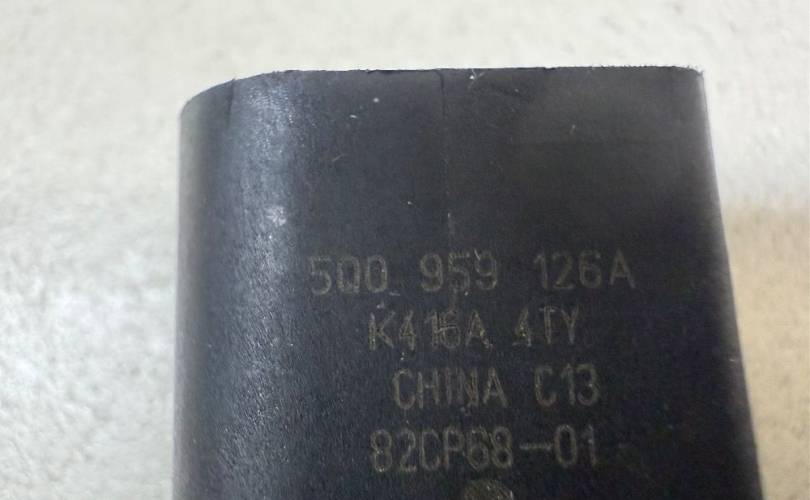 5Q0 959 126A
K416A 4TY
CHINA C13
82CP68-01